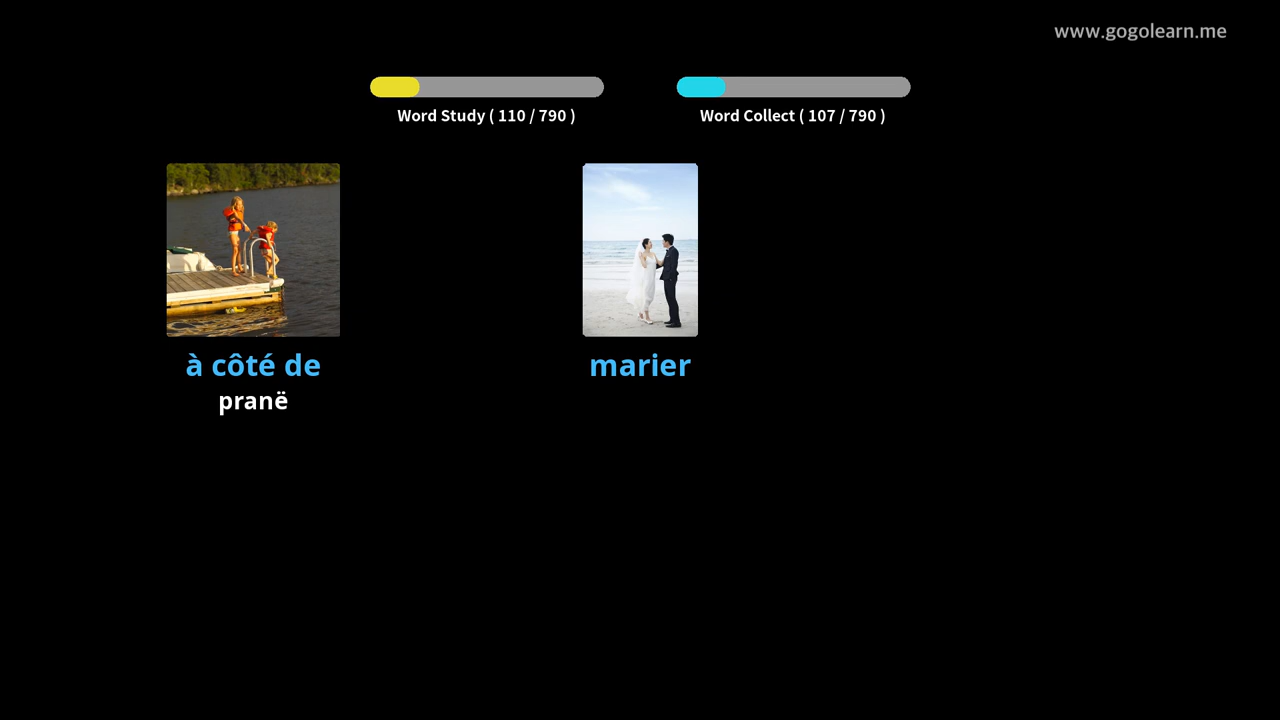 www.gogolearn.me
Word Study ( 110 / 790 )
Word Collect ( 107 / 790 )
à côté de
pranë
marier